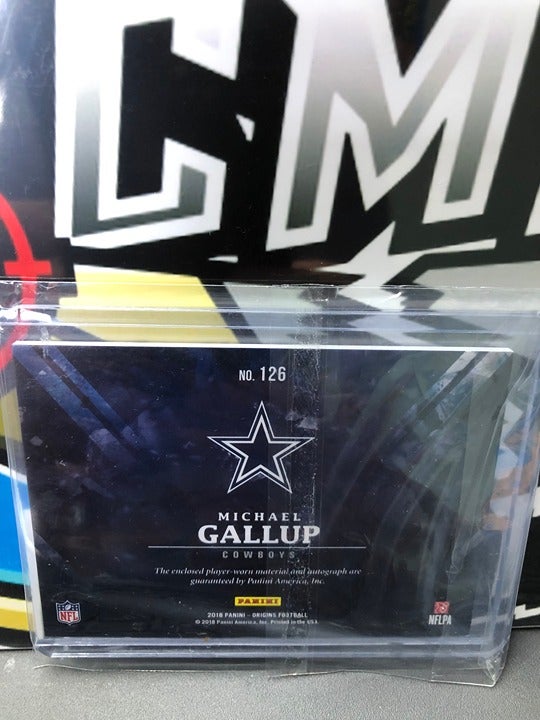 CM
NO. 126
MICHAEL
GALLUP
COWBOYS
The enclosed player-worn material and autograph are
guaranteed by Panini America, Inc.
PANINI
2018 PANINI - ORIGINS FOOTBALL
© 2018 Panini America, Inc. Printed in the USA.
NFL
NFLPA